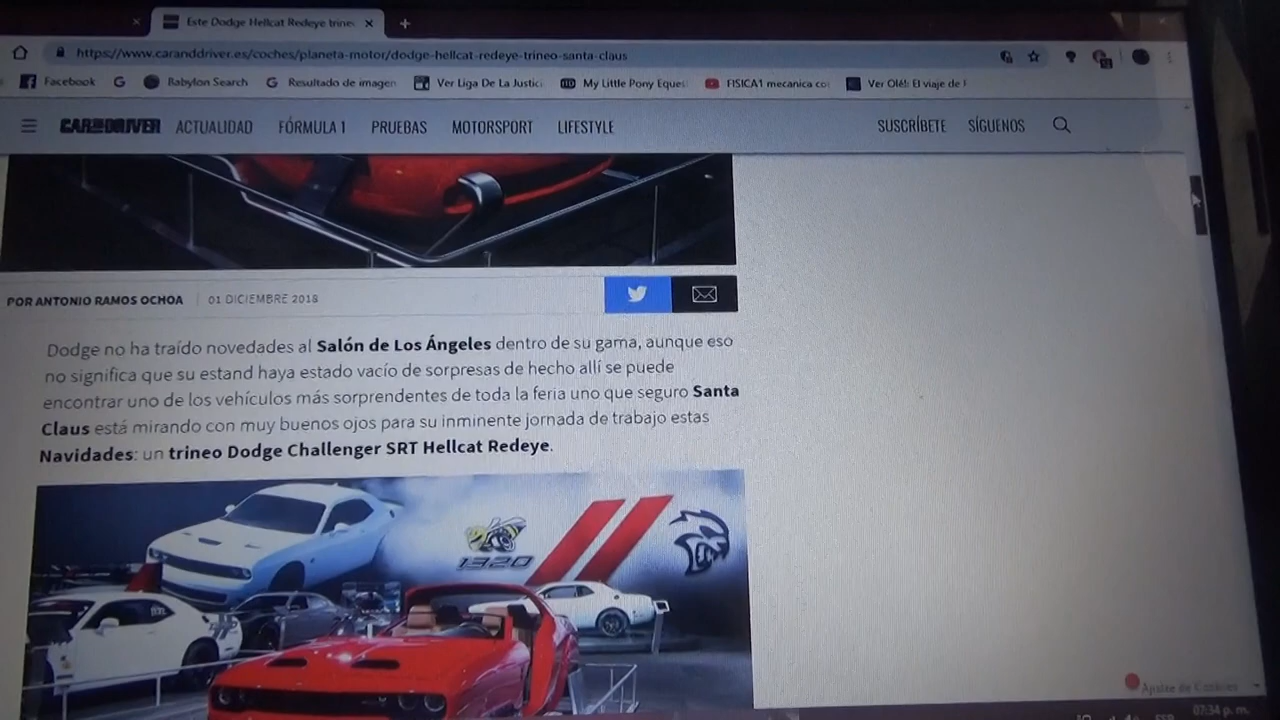 Este Dodge Hellcat Redeye trine
https://www.caranddriver.es/coches/planeta-motor/dodge-hellcat-redeye-trineo-santa-claus
Facebook Babylon Search Resultado de imagen Ver Liga De La Justici My Little Pony Eques FISICA1 mecanica co Ver Olé!: El viaje de
CAR AND DRIVER ACTUALIDAD FÓRMULA 1 PRUEBAS MOTORSPORT LIFESTYLE SUSCRÍBETE SÍGUENOS
POR ANTONIO RAMOS OCHOA 01 DICIEMBRE 2018
Dodge no ha traído novedades al Salón de Los Ángeles dentro de su gama, aunque eso
no significa que su estand haya estado vacío de sorpresas de hecho allí se puede
encontrar uno de los vehículos más sorprendentes de toda la feria uno que seguro Santa
Claus está mirando con muy buenos ojos para su inminente jornada de trabajo estas
Navidades: un trineo Dodge Challenger SRT Hellcat Redeye.
1320
Ajuste de Cookies
07:34 p. m.